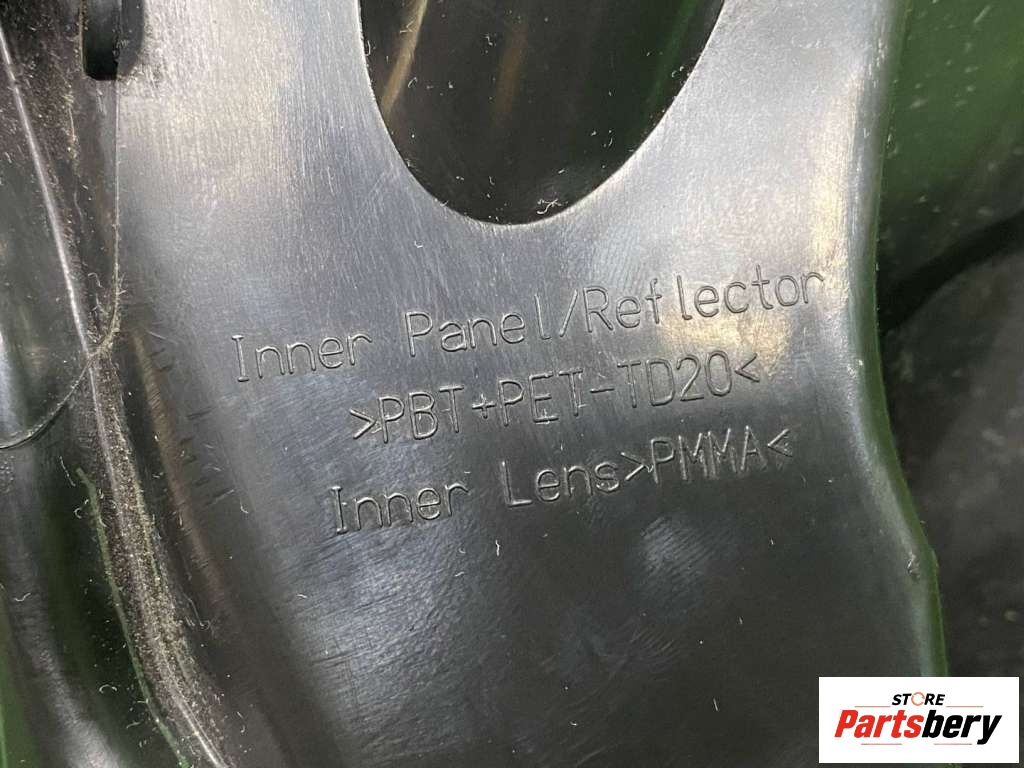 Inner Panel/Reflector
>PBT+PET-TD20<
Inner Lens>PMMA<
STORE
Partsbery